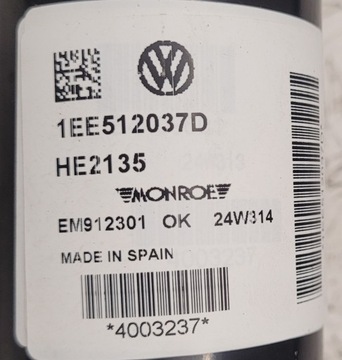 1EE512037D
HE2135
MONROE
EM912301 OK 24W314
MADE IN SPAIN
*4003237*